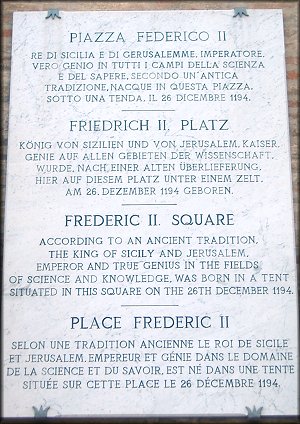 PIAZZA FEDERICO II
RE DI SICILIA E DI GERUSALEMME, IMPERATORE,
VERO GENIO IN TUTTI I CAMPI DELLA SCIENZA
E DEL SAPERE, SECONDO UN'ANTICA
TRADIZIONE, NACQUE IN QUESTA PIAZZA,
SOTTO UNA TENDA, IL 26 DICEMBRE 1194.
FRIEDRICH II. PLATZ
KÖNIG VON SIZILIEN UND VON JERUSALEM, KAISER,
GENIE AUF ALLEN GEBIETEN DER WISSENSCHAFT,
WURDE, NACH EINER ALTEN ÜBERLIEFERUNG,
HIER AUF DIESEM PLATZ UNTER EINEM ZELT,
AM 26. DEZEMBER 1194 GEBOREN.
FREDERIC II. SQUARE
ACCORDING TO AN ANCIENT TRADITION,
THE KING OF SICILY AND JERUSALEM,
EMPEROR AND TRUE GENIUS IN THE FIELDS
OF SCIENCE AND KNOWLEDGE, WAS BORN IN A TENT
SITUATED IN THIS SQUARE ON THE 26TH DECEMBER 1194.
PLACE FREDERIC II
SELON UNE TRADITION ANCIENNE LE ROI DE SICILE
ET JERUSALEM, EMPEREUR ET GÉNIE DANS LE DOMAINE
DE LA SCIENCE ET DU SAVOIR, EST NÉ DANS UNE TENTE
SITUÉE SUR CETTE PLACE LE 26 DÉCEMBRE 1194.